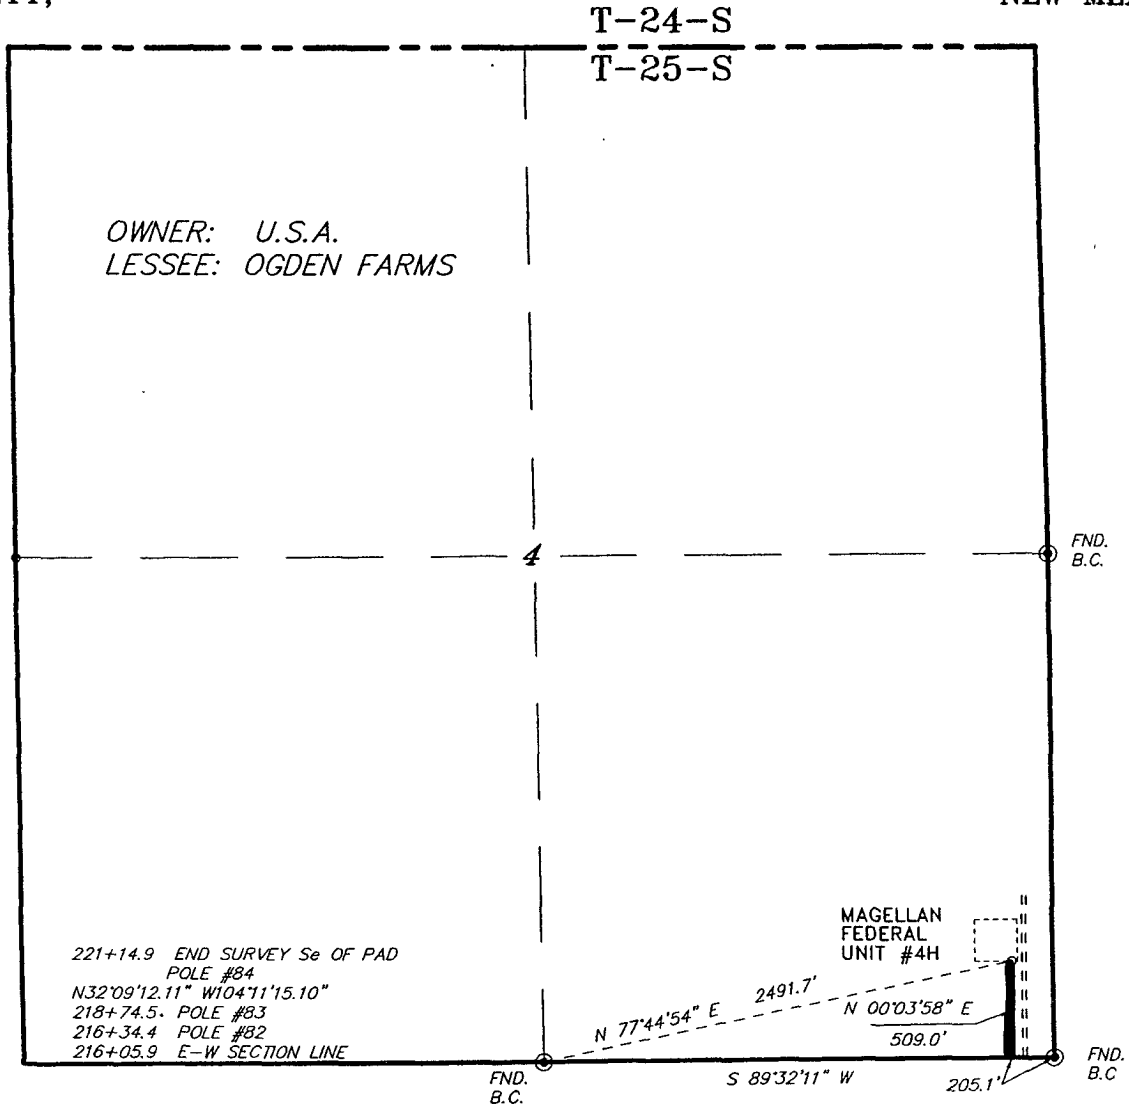 T-24-S
T-25-S
OWNER: U.S.A.
LESSEE: OGDEN FARMS
4
FND.
B.C.
MAGELLAN
FEDERAL
UNIT #4H
221+14.9 END SURVEY Se OF PAD
POLE #84
N32°09'12.11" W104°11'15.10"
218+74.5. POLE #83
216+34.4 POLE #82
216+05.9 E-W SECTION LINE
N 77°44'54" E 2491.7'
N 00°03'58" E
509.0'
FND.
B.C.
S 89°32'11" W
205.1'
FND.
B.C